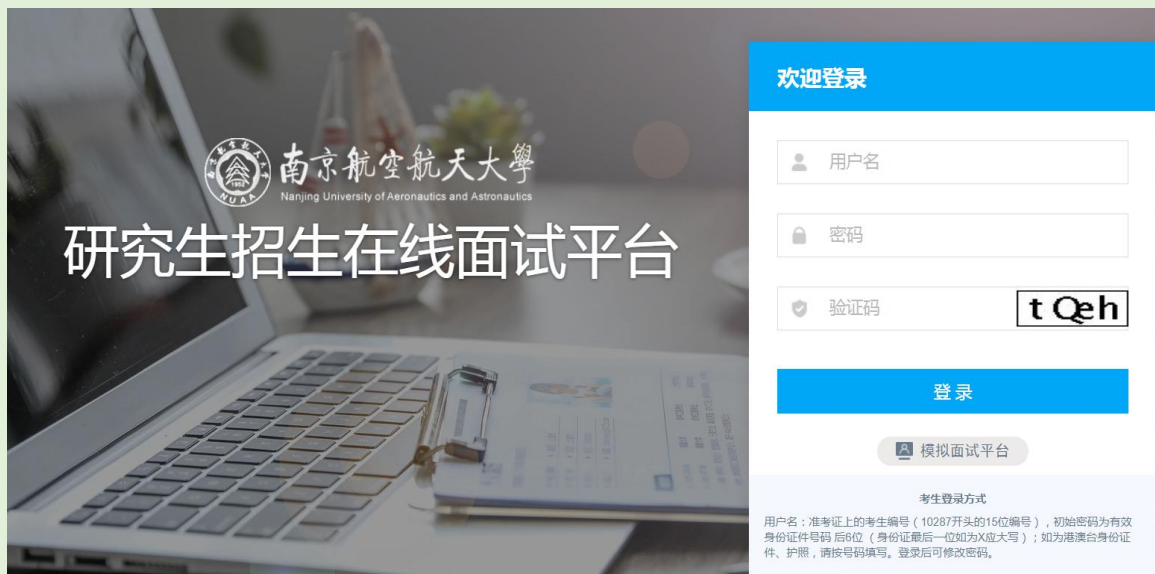 南京航空航天大學
Nanjing University of Aeronautics and Astronautics
1952
NUAA
研究生招生在线面试平台
欢迎登录
用户名
密码
验证码
t Qeh
登录
模拟面试平台
考生登录方式
用户名：准考证上的考生编号（10287开头的15位编号），初始密码为有效
身份证件号码 后6位 （身份证最后一位如为X应大写）；如为港澳台身份证
件、护照，请按号码填写。登录后可修改密码。